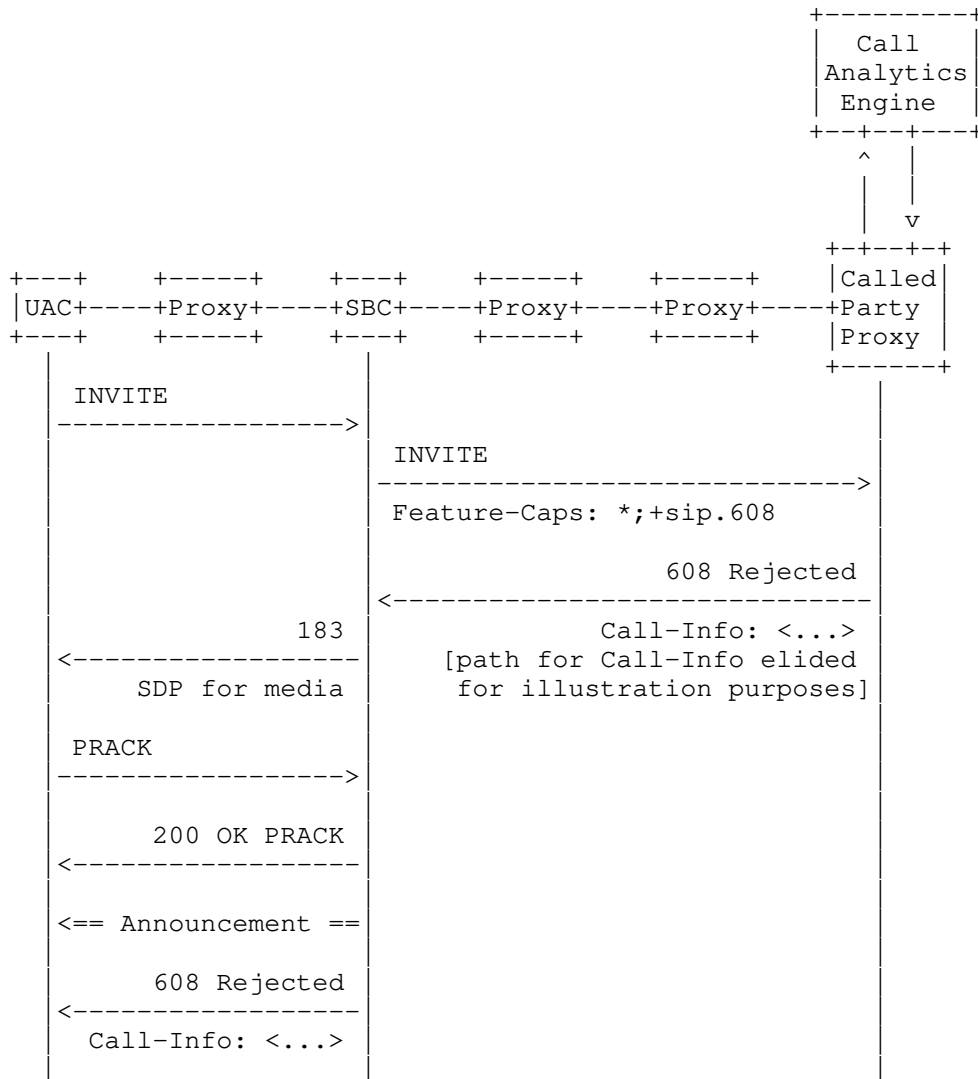 Call
Analytics
Engine
Called
UAC Proxy SBC Proxy Proxy Party
Proxy
INVITE
INVITE
Feature-Caps: *;+sip.608
608 Rejected
183 Call-Info: <...>
[path for Call-Info elided
SDP for media for illustration purposes]
PRACK
200 OK PRACK
<== Announcement ==
608 Rejected
Call-Info: <...>